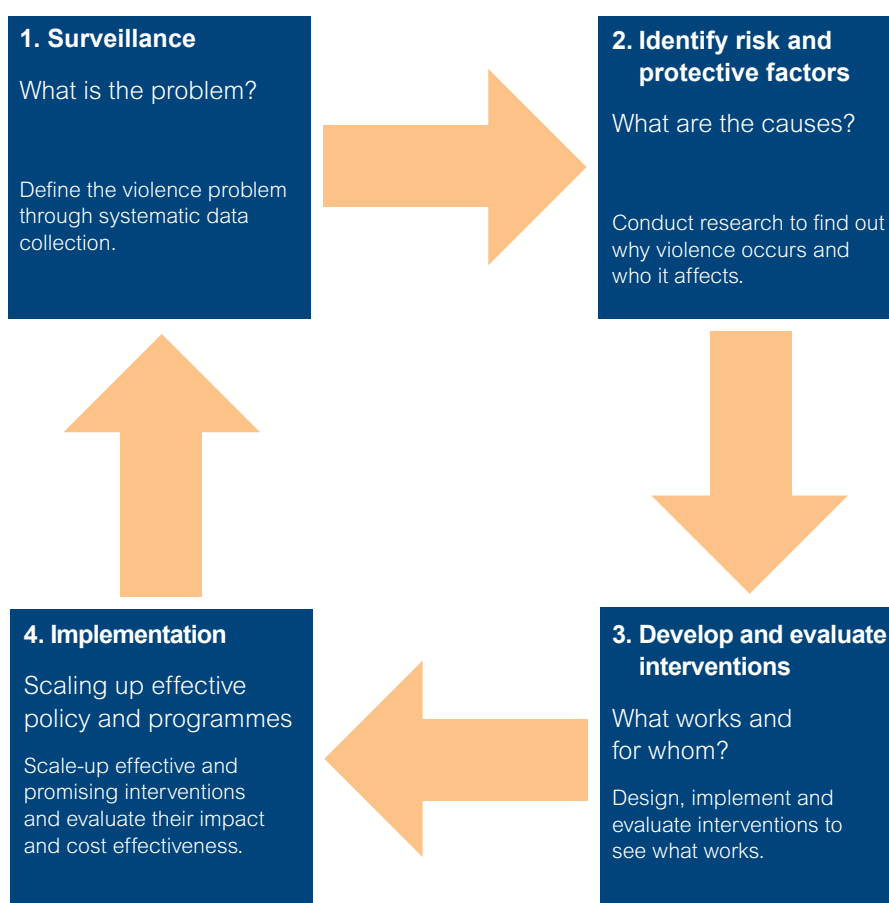 1. Surveillance
What is the problem?
Define the violence problem
through systematic data
collection.
2. Identify risk and
protective factors
What are the causes?
Conduct research to find out
why violence occurs and
who it affects.
3. Develop and evaluate
interventions
What works and
for whom?
Design, implement and
evaluate interventions to
see what works.
4. Implementation
Scaling up effective
policy and programmes
Scale-up effective and
promising interventions
and evaluate their impact
and cost effectiveness.